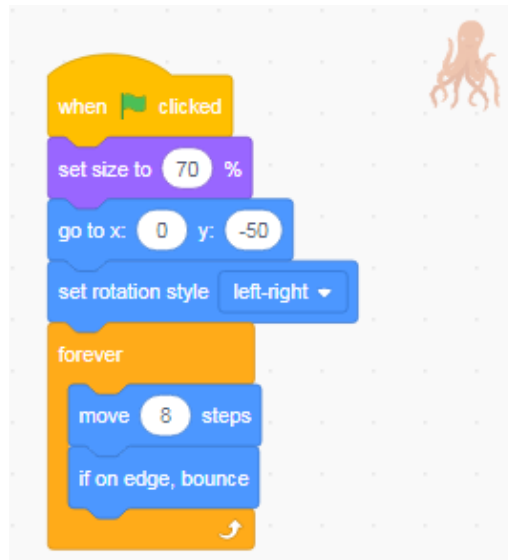 when clicked
set size to 70 %
go to x: 0 y: -50
set rotation style left-right
forever
move 8 steps
if on edge, bounce